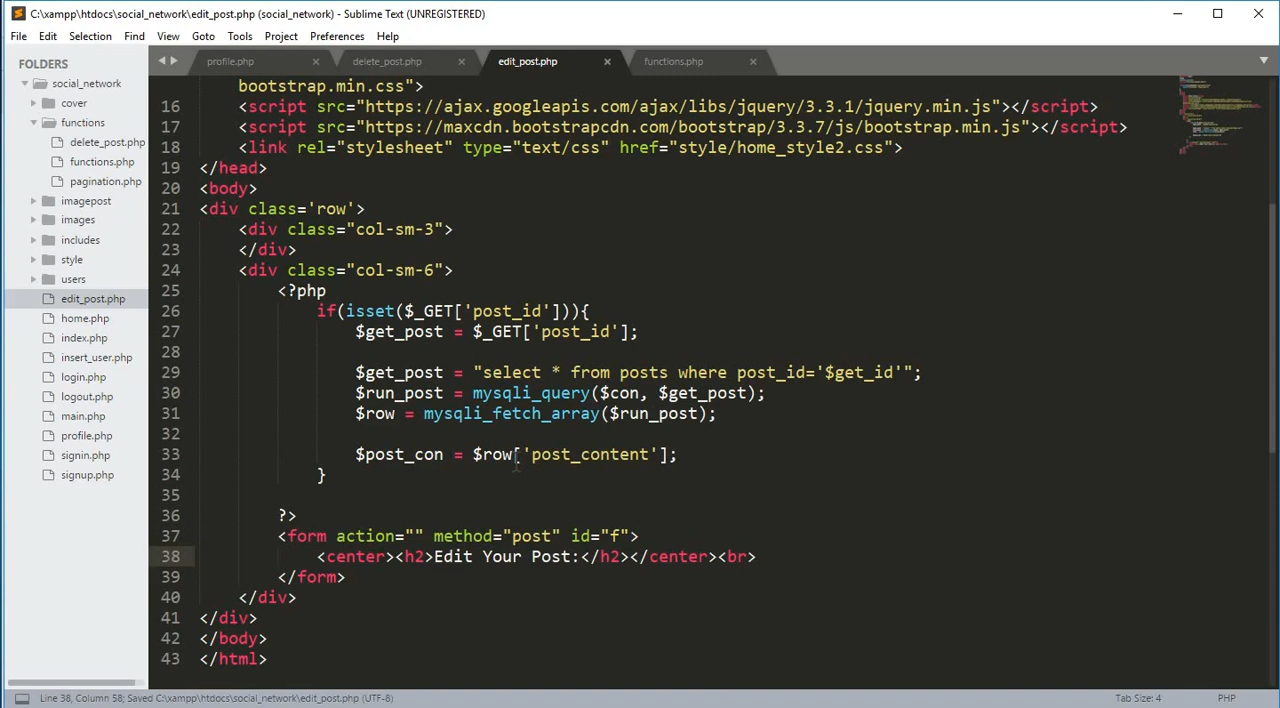 C:\xampp\htdocs\social_network\edit_post.php (social_network) - Sublime Text (UNREGISTERED)
File Edit Selection Find View Goto Tools Project Preferences Help
FOLDERS
social_network
cover
functions
delete_post.php
functions.php
pagination.php
imagepost
images
includes
style
users
edit_post.php
home.php
index.php
insert_user.php
login.php
logout.php
main.php
profile.php
signin.php
signup.php
profile.php × delete_post.php × edit_post.php × functions.php ×
bootstrap.min.css">
16 <script src="https://ajax.googleapis.com/ajax/libs/jquery/3.3.1/jquery.min.js"></script>
17 <script src="https://maxcdn.bootstrapcdn.com/bootstrap/3.3.7/js/bootstrap.min.js"></script>
18 <link rel="stylesheet" type="text/css" href="style/home_style2.css">
19 </head>
20 <body>
21 <div class='row'>
22 <div class="col-sm-3">
23 </div>
24 <div class="col-sm-6">
25 <?php
26 if(isset($_GET['post_id'])){
27 $get_post = $_GET['post_id'];
28
29 $get_post = "select * from posts where post_id='$get_id'";
30 $run_post = mysqli_query($con, $get_post);
31 $row = mysqli_fetch_array($run_post);
32
33 $post_con = $row['post_content'];
34 }
35
36 ?>
37 <form action="" method="post" id="f">
38 <center><h2>Edit Your Post:</h2></center><br>
39 </form>
40 </div>
41 </div>
42 </body>
43 </html>
Line 38, Column 58; Saved C:\xampp\htdocs\social_network\edit_post.php (UTF-8) Tab Size: 4 PHP